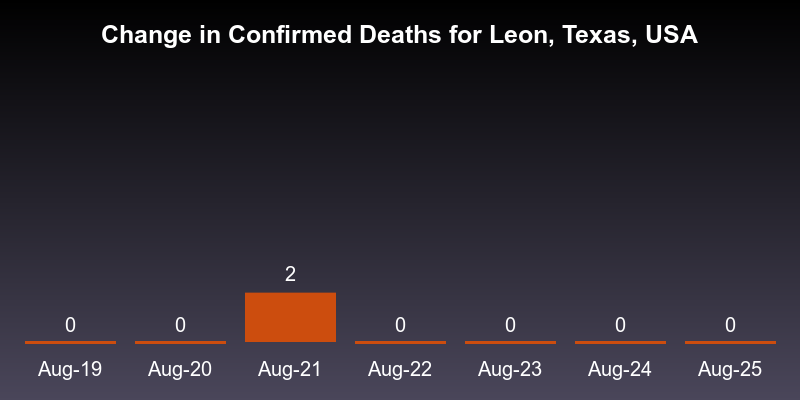 Change in Confirmed Deaths for Leon, Texas, USA
2
0 0 0 0 0 0
Aug-19 Aug-20 Aug-21 Aug-22 Aug-23 Aug-24 Aug-25